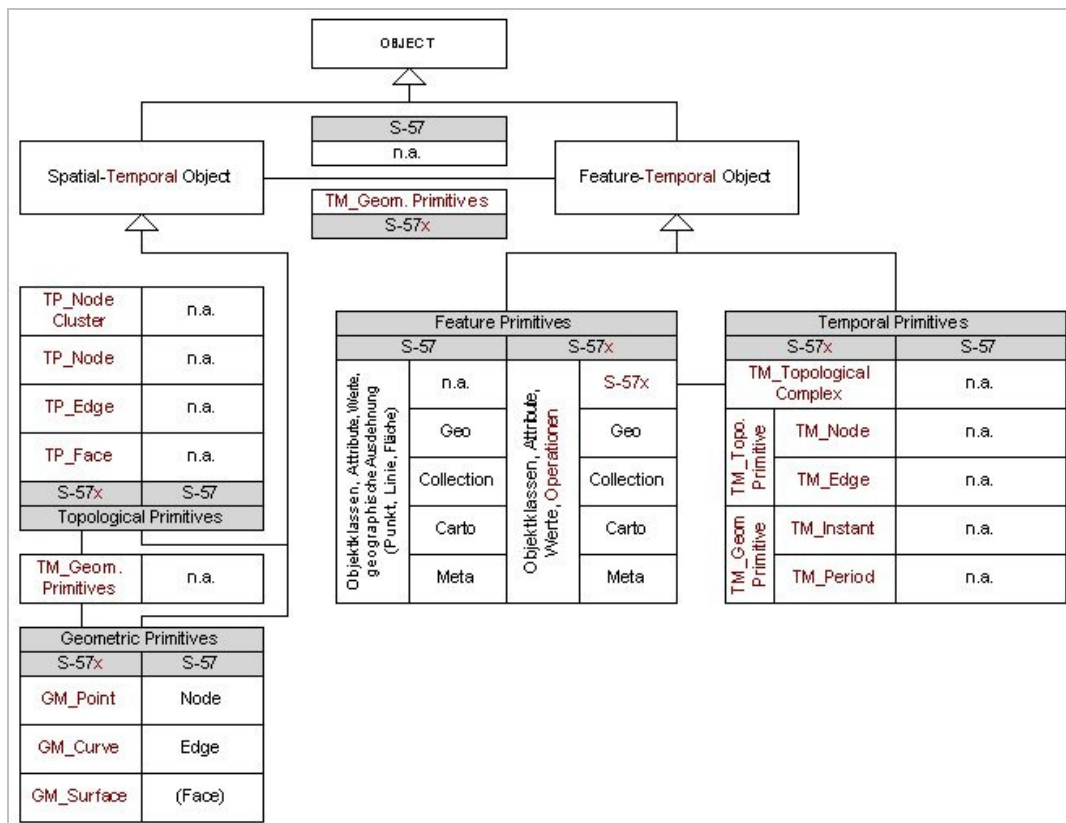 OBJECT
S-57
n.a.
Spatial-Temporal Object
Feature-Temporal Object
TM_Geom. Primitives
S-57x
TP_Node
Cluster
n.a.
TP_Node
n.a.
TP_Edge
n.a.
TP_Face
n.a.
S-57x
S-57
Topological Primitives
TM_Geom.
Primitives
n.a.
Geometric Primitives
S-57x
S-57
GM_Point
Node
GM_Curve
Edge
GM_Surface
(Face)
Feature Primitives
S-57
S-57x
Objektklassen, Attribute, Werte,
geographische Ausdehnung
(Punkt, Linie, Fläche)
n.a.
Geo
Collection
Carto
Meta
Objektklassen, Attribute,
Werte, Operationen
S-57x
Geo
Collection
Carto
Meta
Temporal Primitives
S-57x
S-57
TM_Topological
Complex
n.a.
TM_Topo.
Primitive
TM_Node
n.a.
TM_Edge
n.a.
TM_Geom
Primitive
TM_Instant
n.a.
TM_Period
n.a.